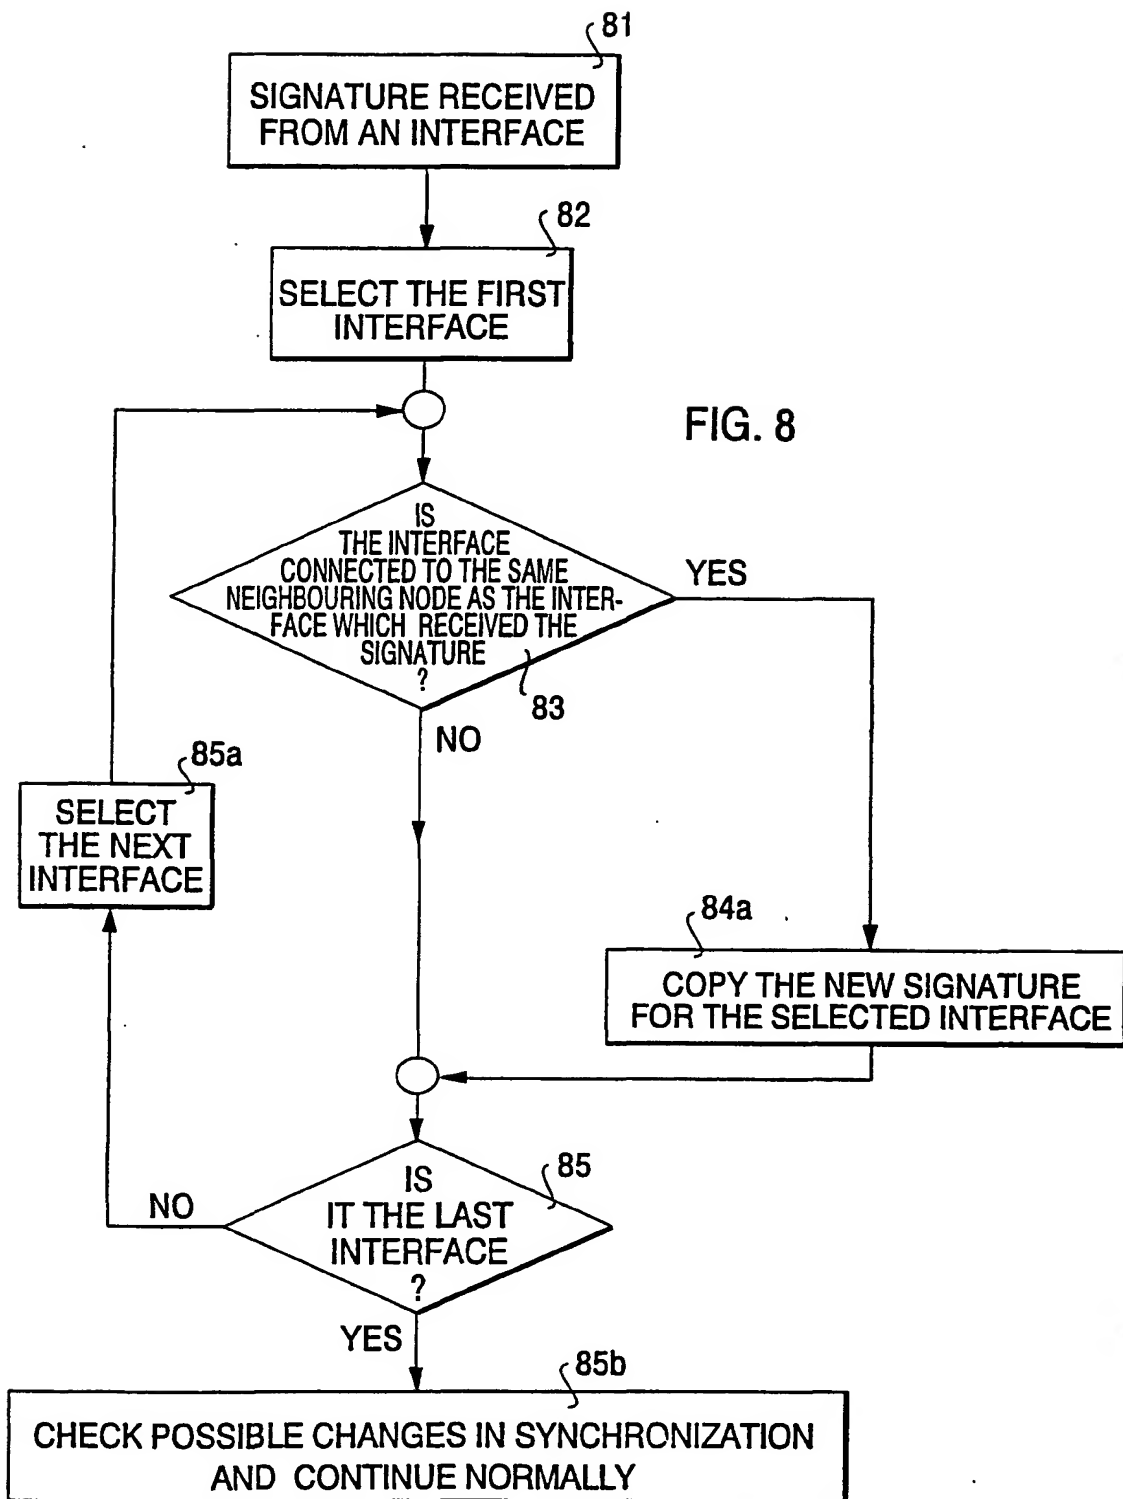 81
SIGNATURE RECEIVED
FROM AN INTERFACE
82
SELECT THE FIRST
INTERFACE
FIG. 8
IS
THE INTERFACE
CONNECTED TO THE SAME
NEIGHBOURING NODE AS THE INTER-
FACE WHICH RECEIVED THE
SIGNATURE
?
83
YES
NO
85a
SELECT
THE NEXT
INTERFACE
84a
COPY THE NEW SIGNATURE
FOR THE SELECTED INTERFACE
85
IS
IT THE LAST
INTERFACE
?
NO
YES
85b
CHECK POSSIBLE CHANGES IN SYNCHRONIZATION
AND CONTINUE NORMALLY